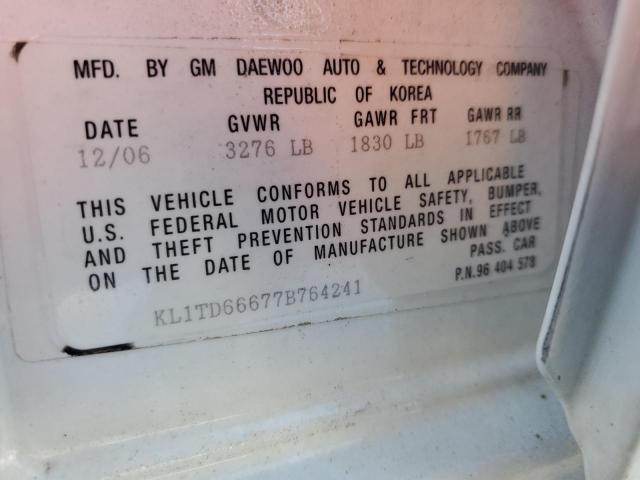 MFD. BY GM DAEWOO AUTO & TECHNOLOGY COMPANY
REPUBLIC OF KOREA
DATE GVWR GAWR FRT GAWR RR
12/06 3276 LB 1830 LB 1767 LB
THIS VEHICLE CONFORMS TO ALL APPLICABLE
U.S. FEDERAL MOTOR VEHICLE SAFETY, BUMPER,
AND THEFT PREVENTION STANDARDS IN EFFECT
ON THE DATE OF MANUFACTURE SHOWN ABOVE
PASS. CAR
P.N.96 404 578
KL1TD66677B764241